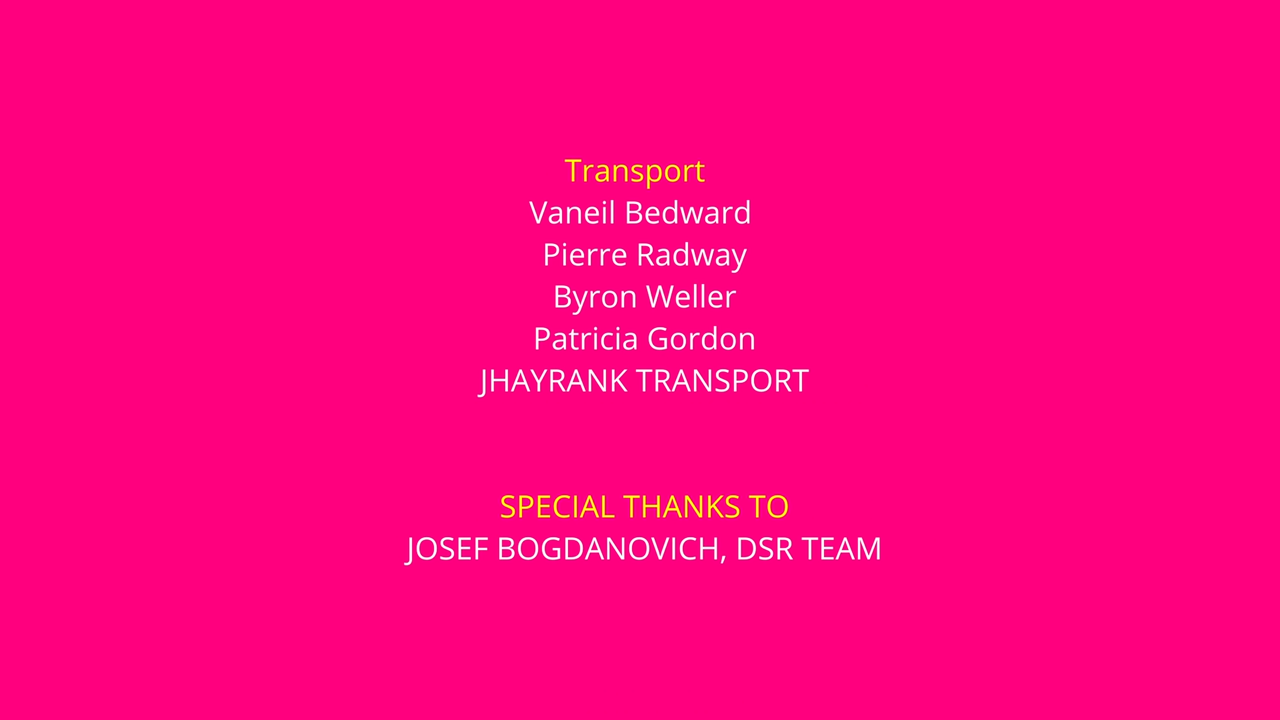 Transport
Vaneil Bedward
Pierre Radway
Byron Weller
Patricia Gordon
JHAYRANK TRANSPORT
SPECIAL THANKS TO
JOSEF BOGDANOVICH, DSR TEAM